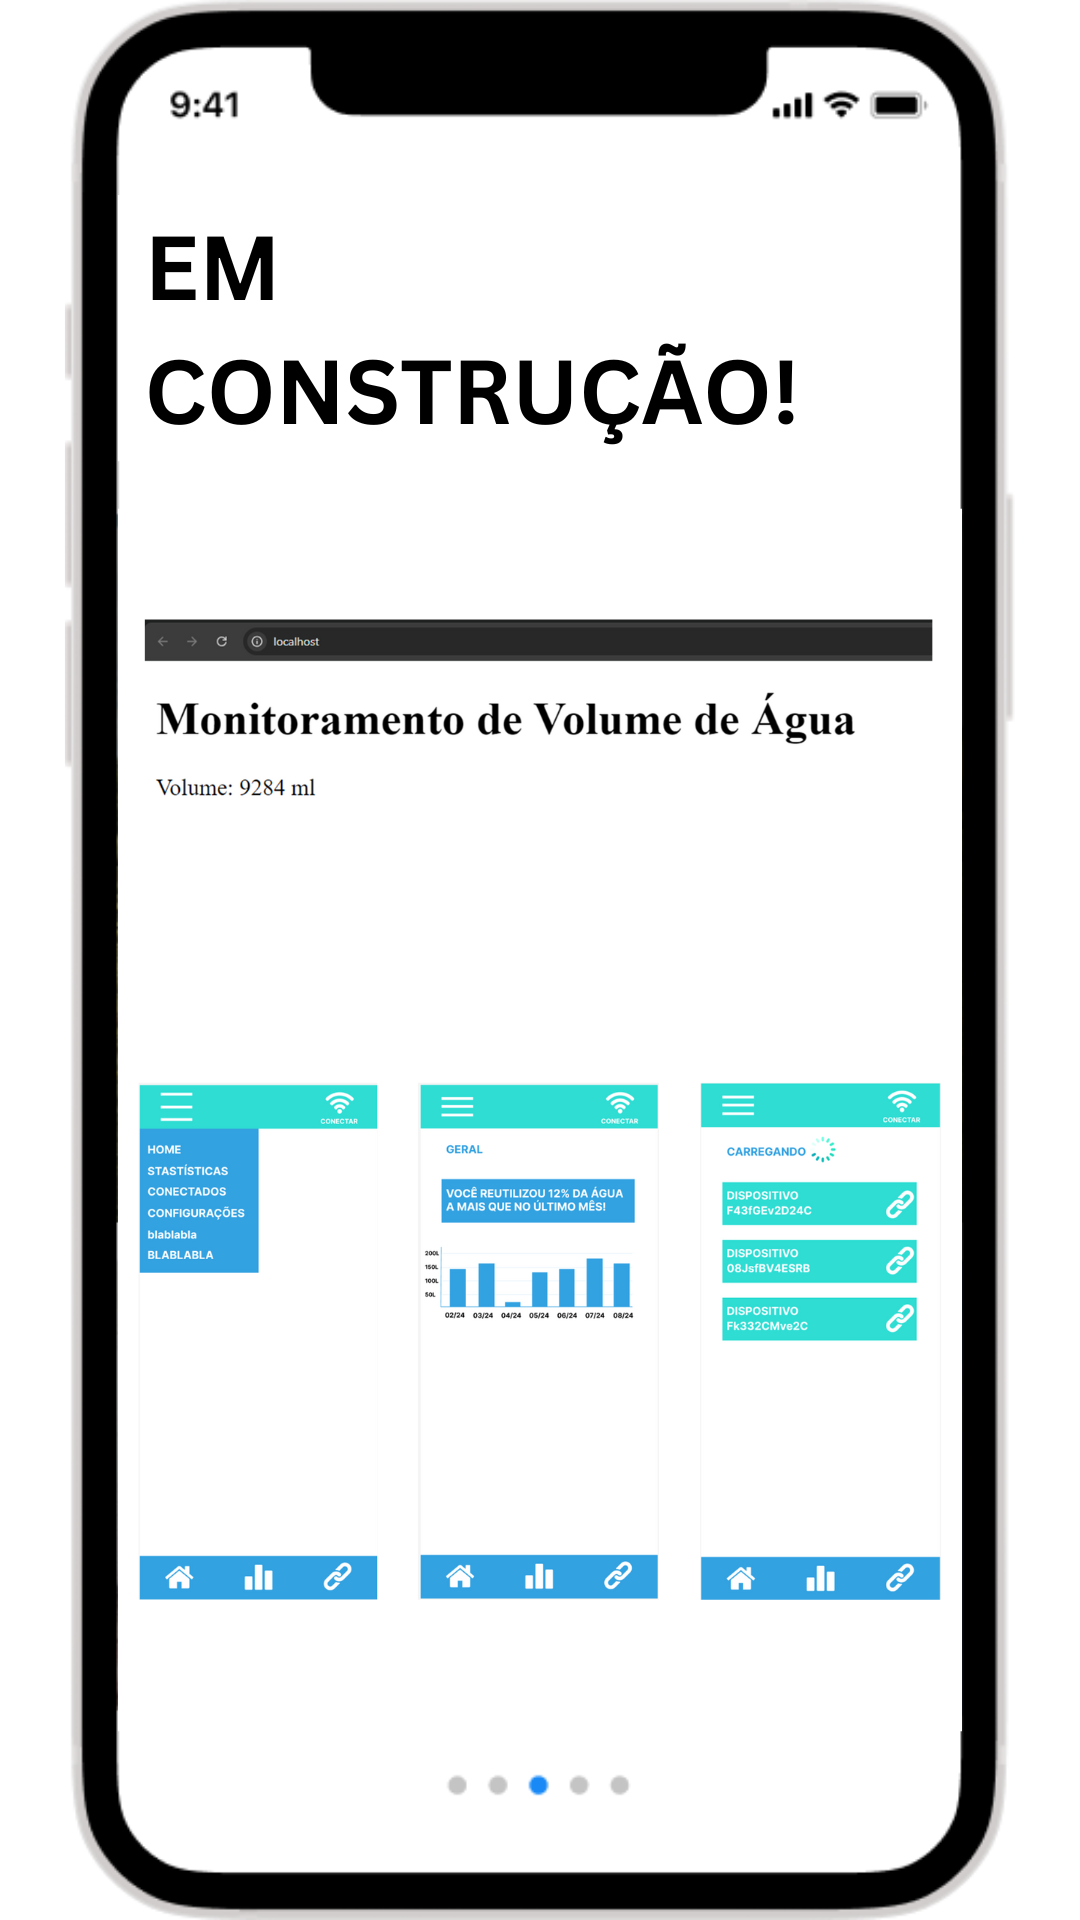 9:41
EM
CONSTRUÇÃO!
localhost
Monitoramento de Volume de Água
Volume: 9284 ml
CONECTAR
HOME
STASTÍSTICAS
CONECTADOS
CONFIGURAÇÕES
blablabla
BLABLABLA
CONECTAR
GERAL
VOCÊ REUTILIZOU 12% DA ÁGUA
A MAIS QUE NO ÚLTIMO MÊS!
200L
150L
100L
50L
02/24 03/24 04/24 05/24 06/24 07/24 08/24
CONECTAR
CARREGANDO
DISPOSITIVO
F43fGEv2D24C
DISPOSITIVO
08JsfBV4ESRB
DISPOSITIVO
Fk332CMve2C